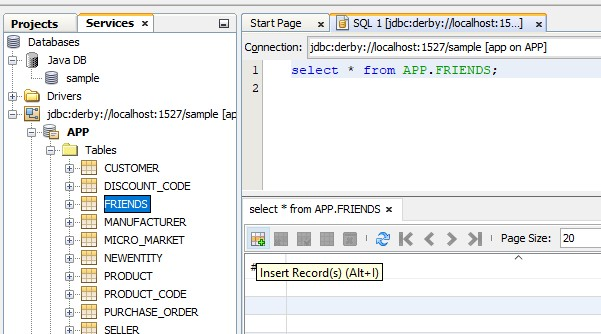 Projects
Services ×
Databases
Java DB
sample
Drivers
jdbc:derby://localhost:1527/sample [ap
APP
Tables
CUSTOMER
DISCOUNT_CODE
FRIENDS
MANUFACTURER
MICRO_MARKET
NEWENTITY
PRODUCT
PRODUCT_CODE
PURCHASE_ORDER
SELLER
Start Page ×
SQL 1 [jdbc:derby://localhost:15...] ×
Connection: jdbc:derby://localhost:1527/sample [app on APP]
1 select * from APP.FRIENDS;
2
select * from APP.FRIENDS ×
Page Size: 20
#
Insert Record(s) (Alt+I)